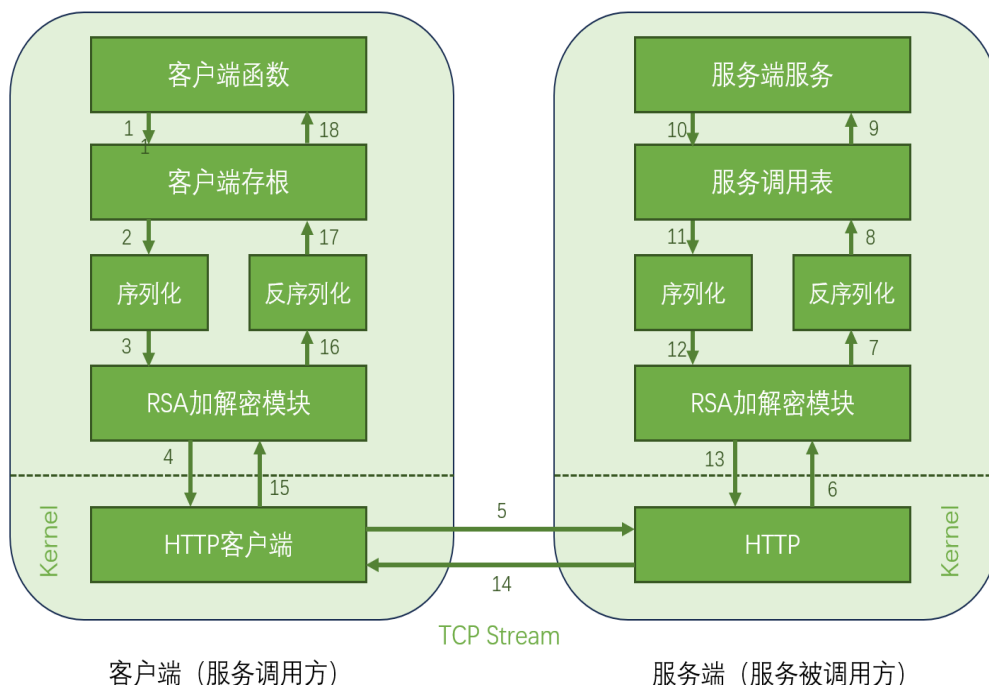 客户端函数
服务端服务
1
1
18
10
9
客户端存根
服务调用表
2
17
11
8
序列化
反序列化
序列化
反序列化
3
16
12
7
RSA加解密模块
RSA加解密模块
4
15
13
6
Kernel
HTTP客户端
5
14
HTTP
Kernel
TCP Stream
客户端（服务调用方）
服务端（服务被调用方）